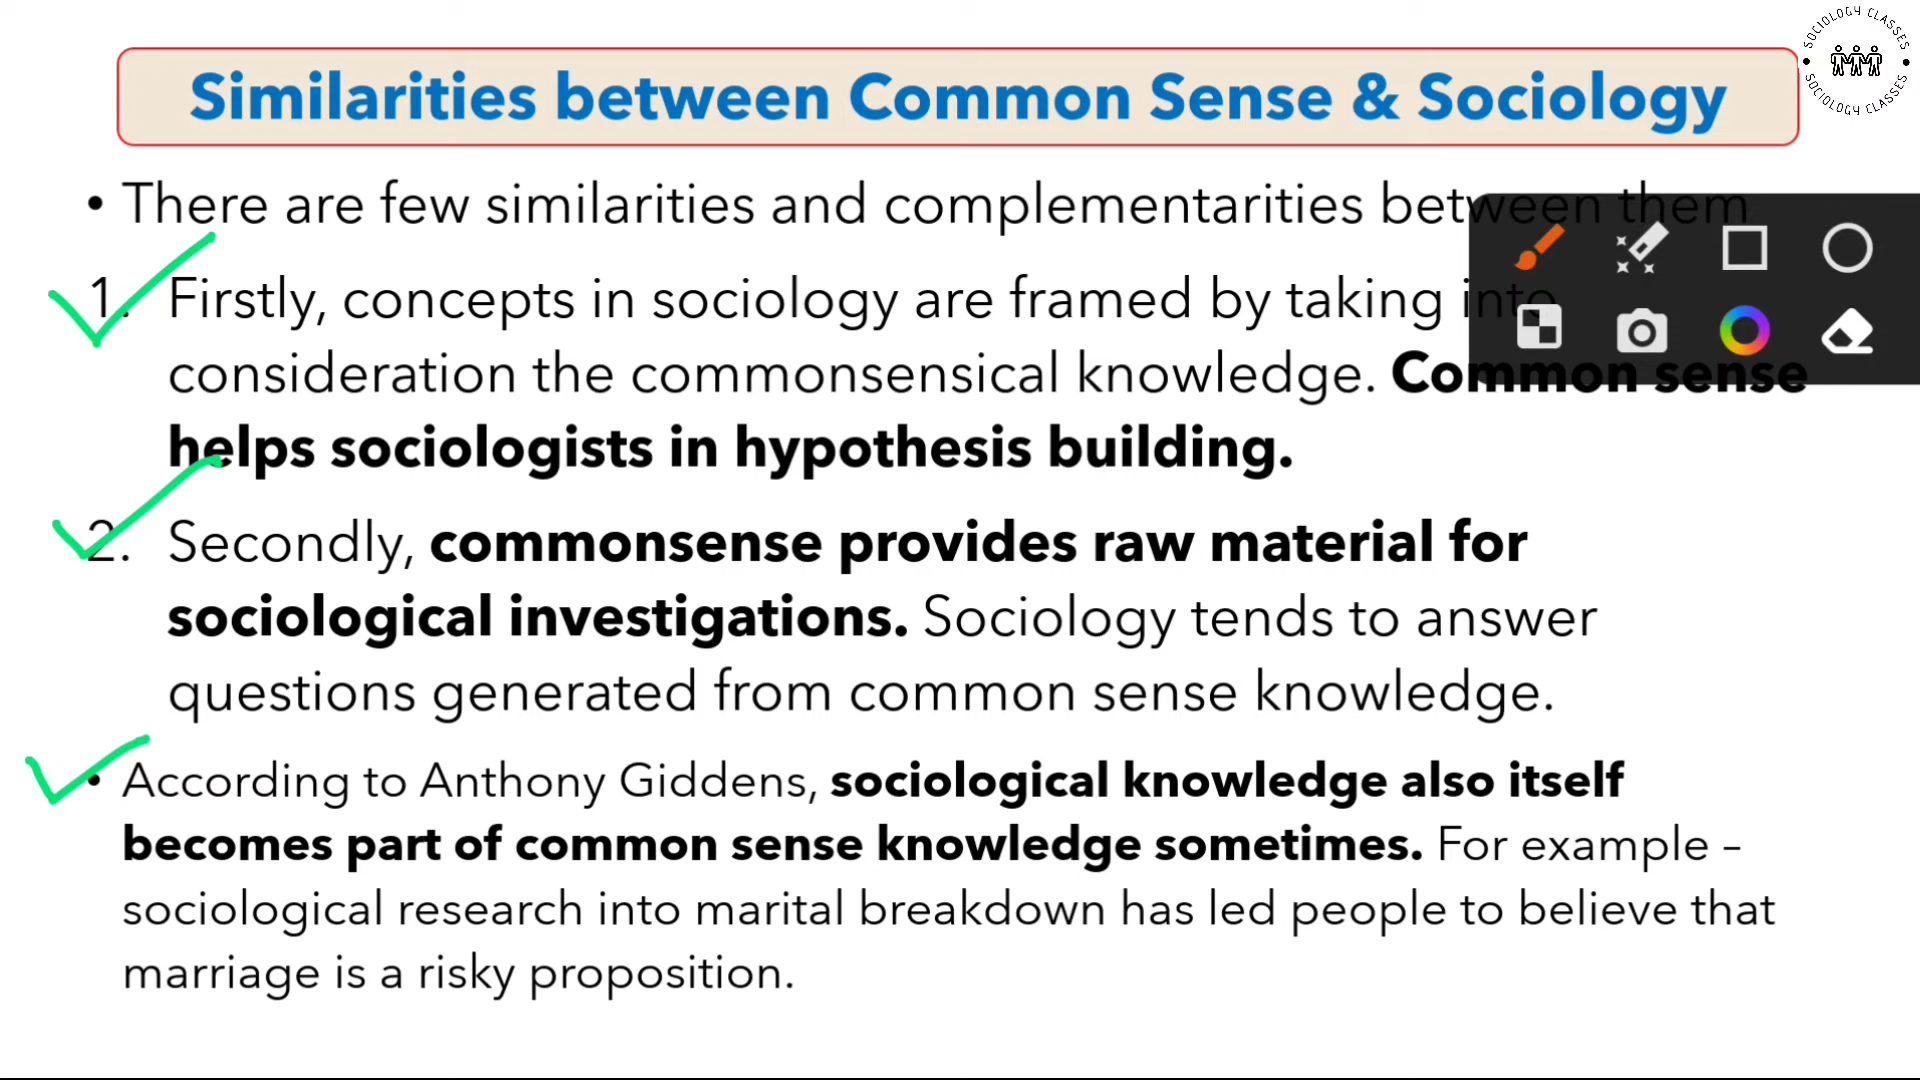 SOCIOLOGY CLASSES
SOCIOLOGY CLASSES
Similarities between Common Sense & Sociology
• There are few similarities and complementarities between them
1. Firstly, concepts in sociology are framed by taking into
consideration the commonsensical knowledge. Common sense
helps sociologists in hypothesis building.
2. Secondly, commonsense provides raw material for
sociological investigations. Sociology tends to answer
questions generated from common sense knowledge.
• According to Anthony Giddens, sociological knowledge also itself
becomes part of common sense knowledge sometimes. For example –
sociological research into marital breakdown has led people to believe that
marriage is a risky proposition.